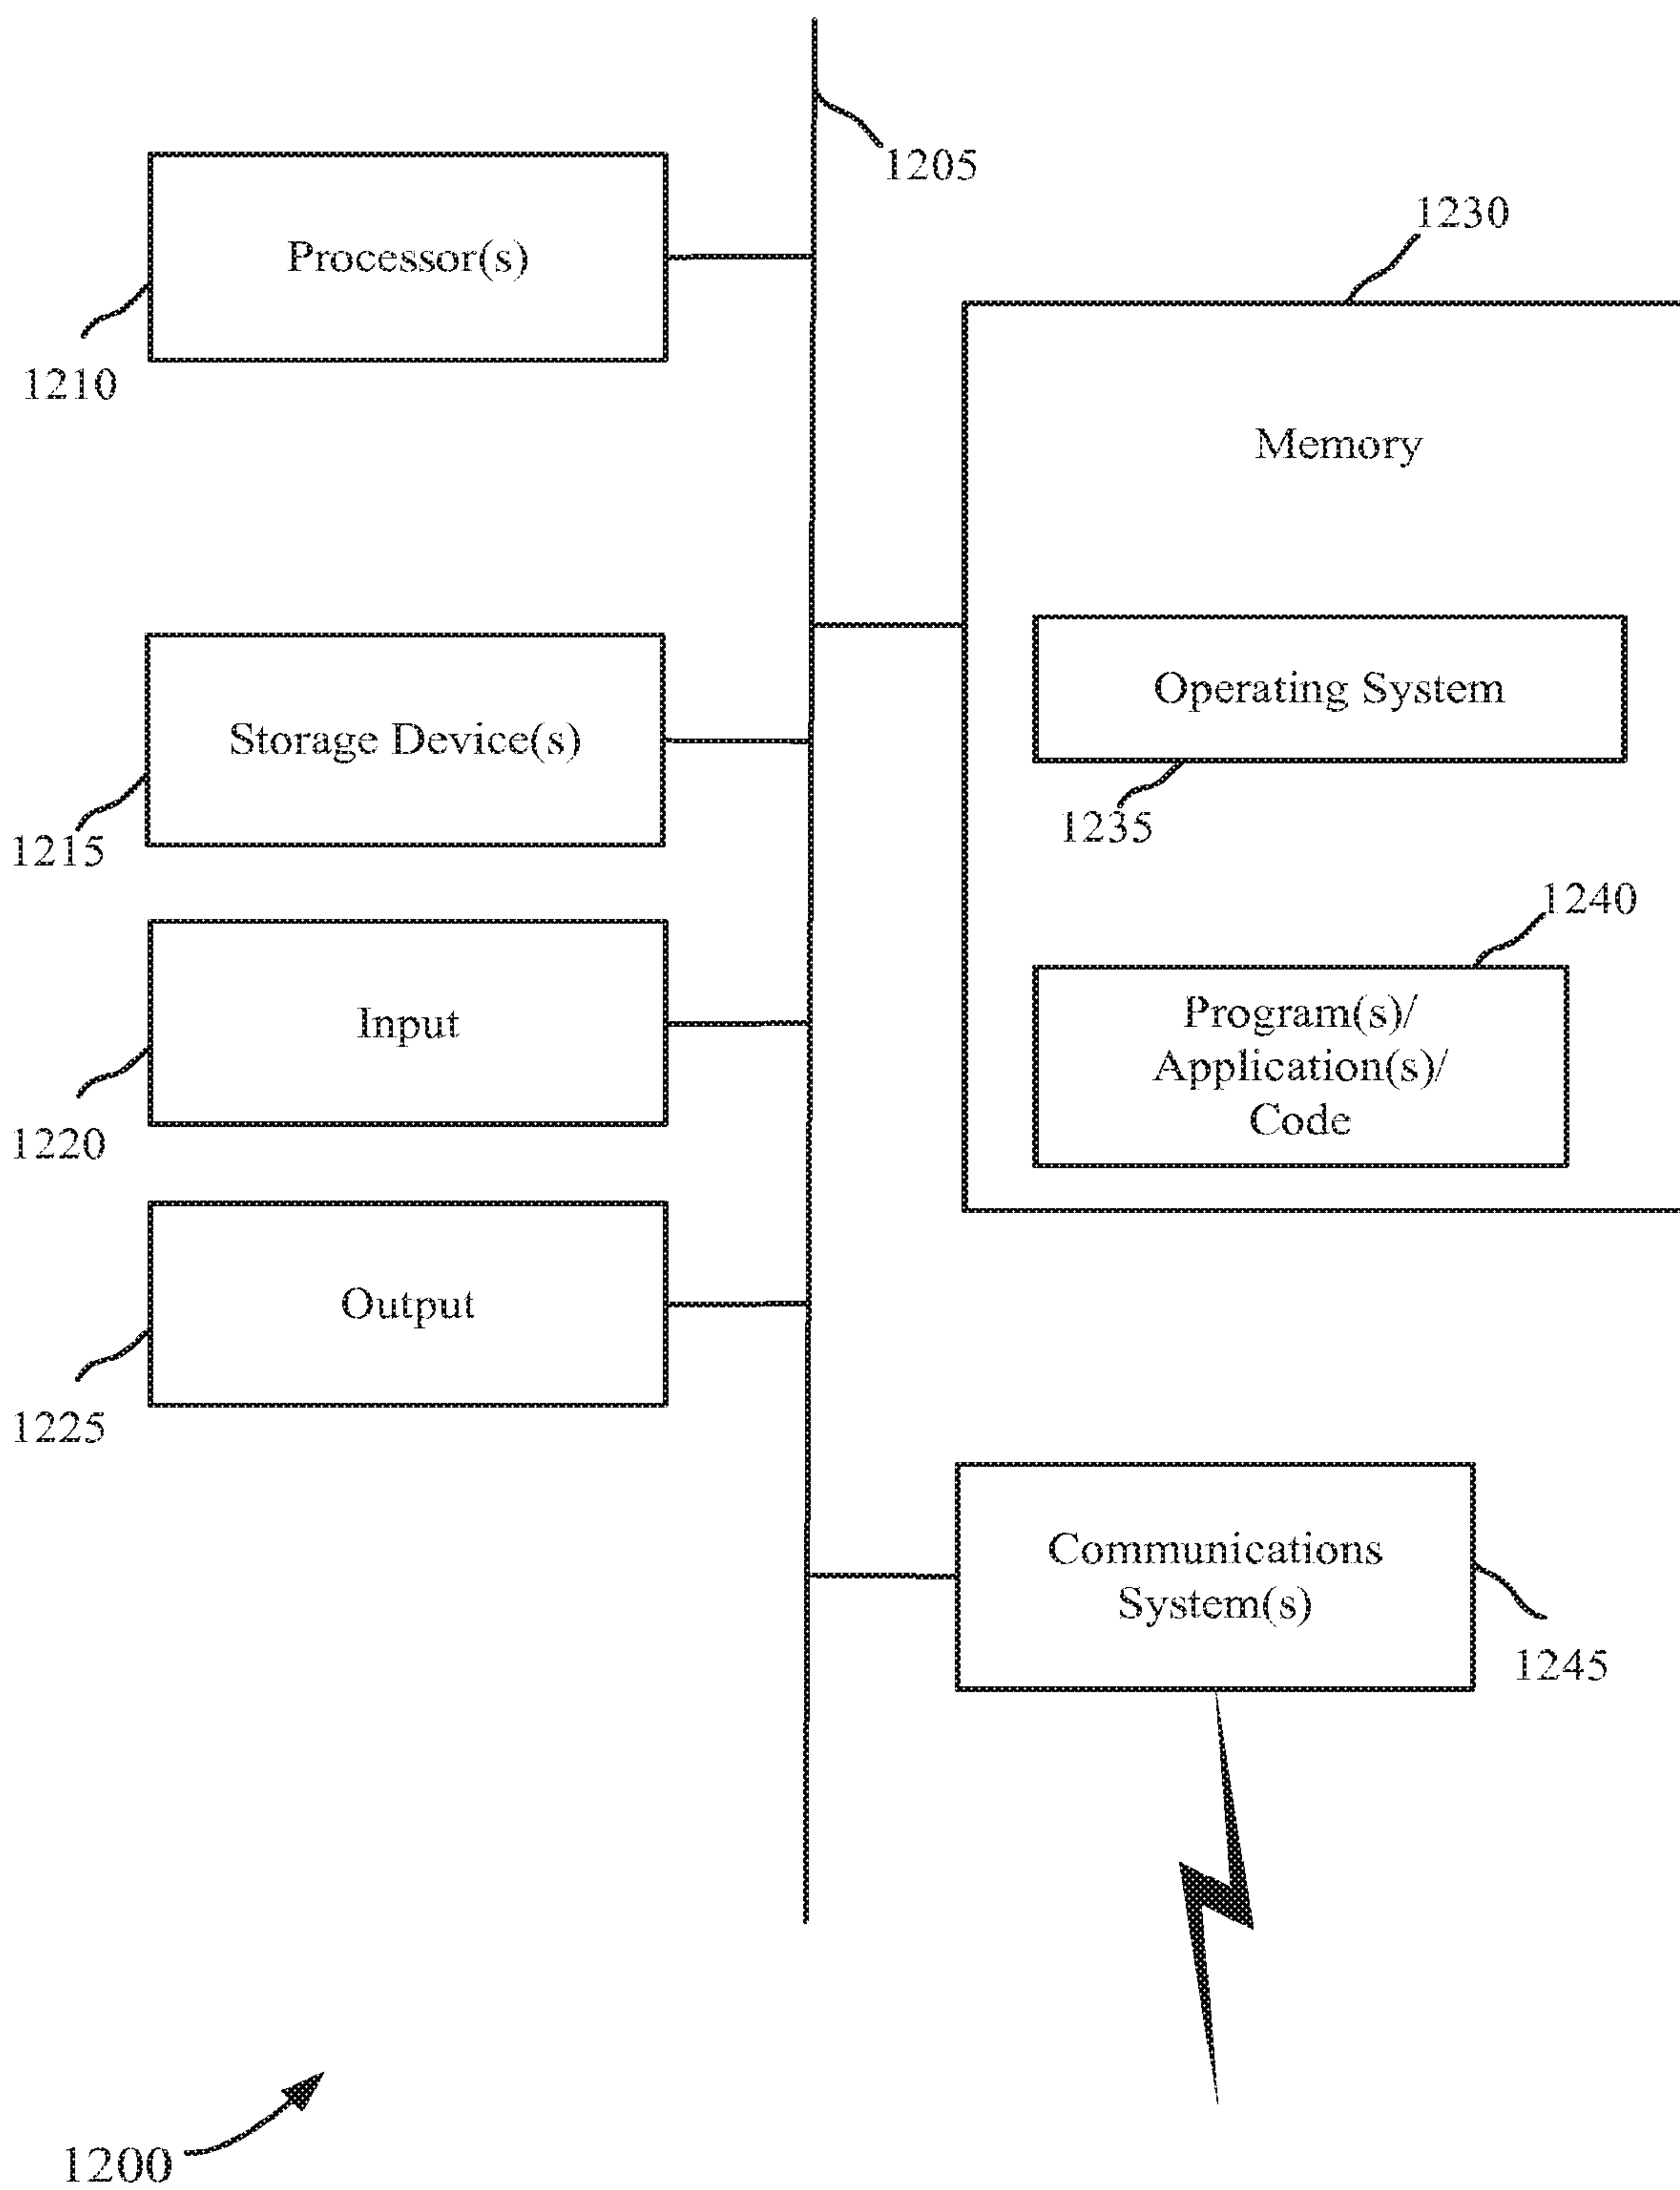 1205
1230
Processor(s)
1210
Memory
Operating System
Storage Device(s)
1235
1215
1240
Program(s)/
Application(s)/
Code
Input
1220
Output
1225
Communications
System(s)
1245
1200